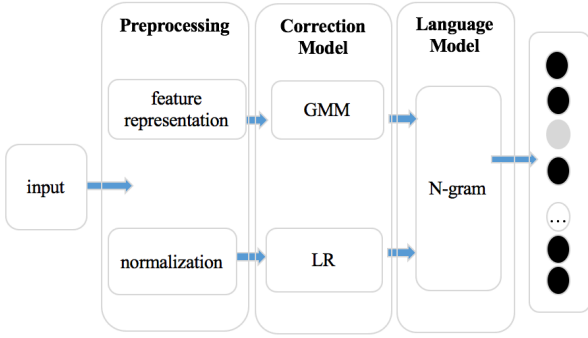 Preprocessing
Correction
Model
Language
Model
feature
representation
GMM
input
N-gram
normalization
LR
...